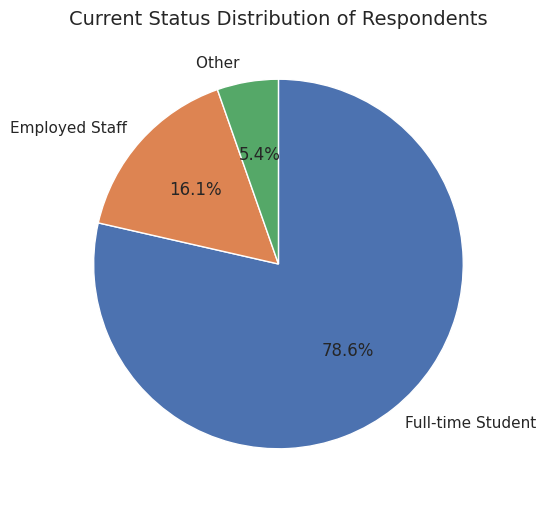 Current Status Distribution of Respondents
Other
Employed Staff
5.4%
16.1%
78.6%
Full-time Student